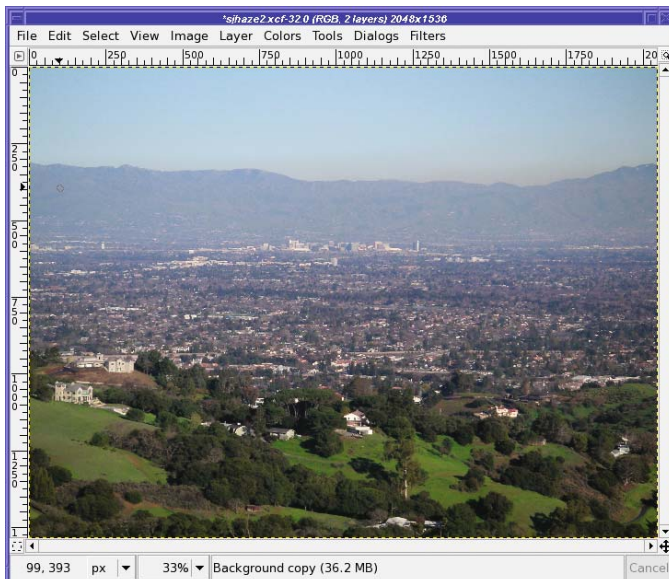 *sjhaze2.xcf-32.0 (RGB, 2 layers) 2048x1536
File Edit Select View Image Layer Colors Tools Dialogs Filters
0 250 500 750 1000 1250 1500 1750 20
0
250
500
750
1000
1250
1
99, 393 px 33% Background copy (36.2 MB) Cancel